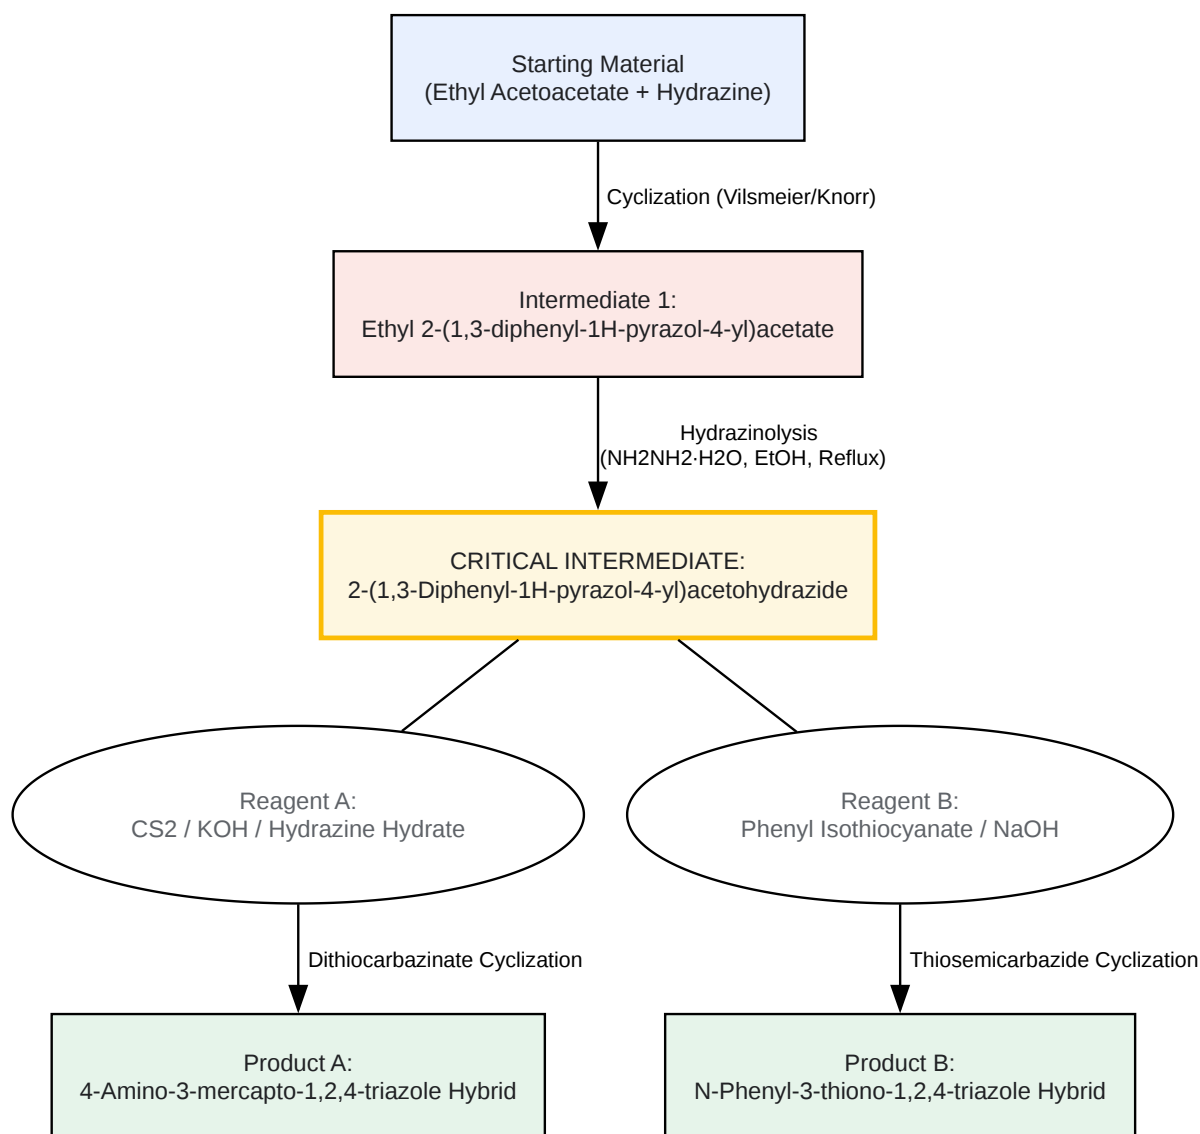 Starting Material
(Ethyl Acetoacetate + Hydrazine)
Cyclization (Vilsmeier/Knorr)
Intermediate 1:
Ethyl 2-(1,3-diphenyl-1H-pyrazol-4-yl)acetate
Hydrazinolysis
(NH2NH2·H2O, EtOH, Reflux)
CRITICAL INTERMEDIATE:
2-(1,3-Diphenyl-1H-pyrazol-4-yl)acetohydrazide
Reagent A:
CS2 / KOH / Hydrazine Hydrate
Reagent B:
Phenyl Isothiocyanate / NaOH
Dithiocarbazinate Cyclization
Thiosemicarbazide Cyclization
Product A:
4-Amino-3-mercapto-1,2,4-triazole Hybrid
Product B:
N-Phenyl-3-thiono-1,2,4-triazole Hybrid